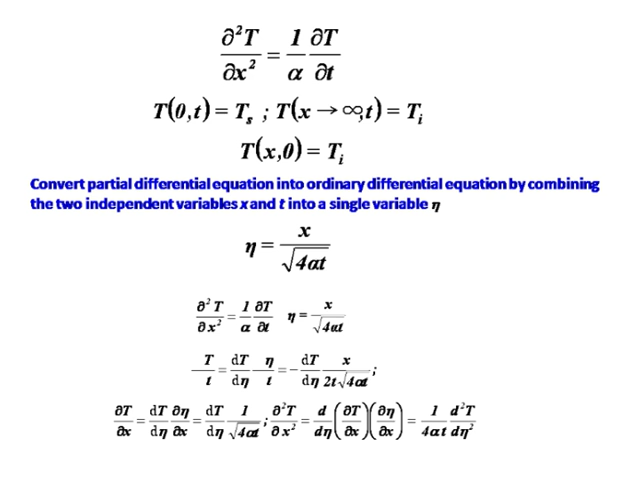 ∂²T/∂x² = 1/α ∂T/∂t
T(0,t) = Tₛ ; T(x → ∞,t) = Tᵢ
T(x,0) = Tᵢ
Convert partial differential equation into ordinary differential equation by combining
the two independent variables x and t into a single variable η
η = x/√4αt
∂²T/∂x² = 1/α ∂T/∂t η = x/√4αt
T/t = dT/dη η/t = − dT/dη x/2t√4αt ;
∂T/∂x = dT/dη ∂η/∂x = dT/dη 1/√4αt ; ∂²T/∂x² = d/dη (∂T/∂x) (∂η/∂x) = 1/4αt d²T/dη²